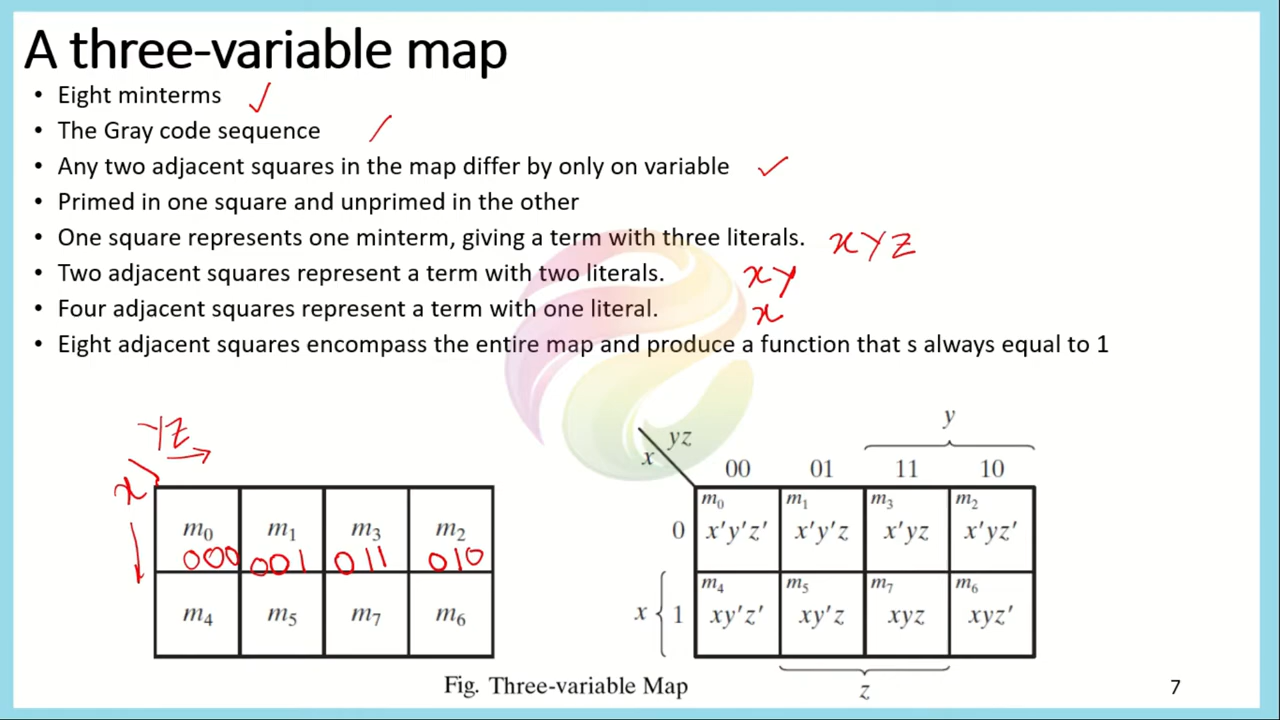 A three-variable map
• Eight minterms ✓
• The Gray code sequence /
• Any two adjacent squares in the map differ by only on variable ✓
• Primed in one square and unprimed in the other
• One square represents one minterm, giving a term with three literals. xYZ
• Two adjacent squares represent a term with two literals. xY
• Four adjacent squares represent a term with one literal. x
• Eight adjacent squares encompass the entire map and produce a function that s always equal to 1
YZ →
x ↓
m₀ m₁ m₃ m₂
000 001 011 010
m₄ m₅ m₇ m₆
y
yz
x
00 01 11 10
m₀ m₁ m₃ m₂
0 x'y'z' x'y'z x'yz x'yz'
m₄ m₅ m₇ m₆
x { 1 xy'z' xy'z xyz xyz'
z
Fig. Three-variable Map
7